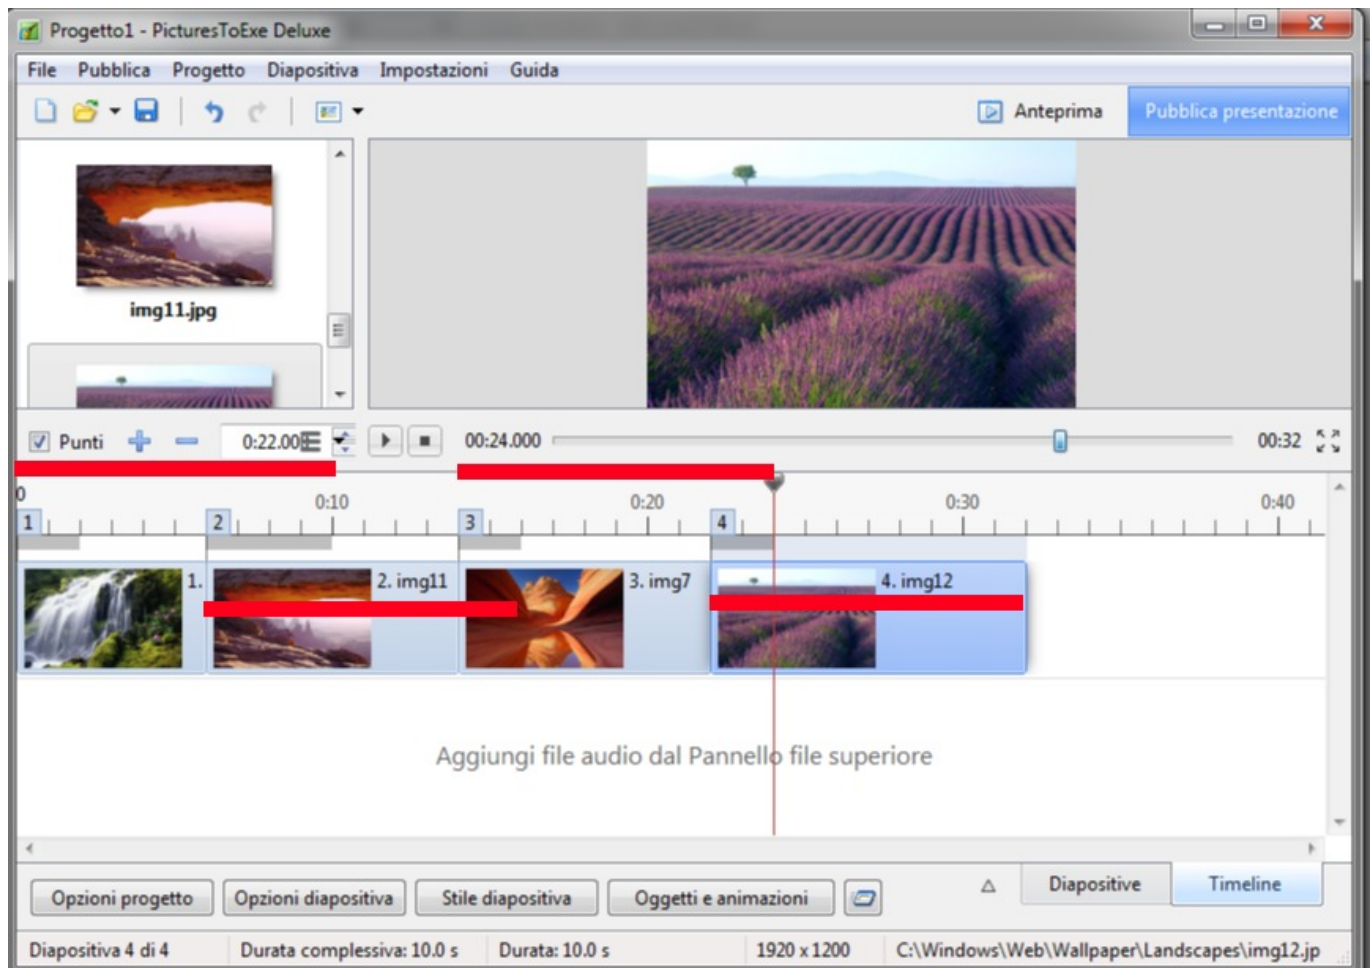 Progetto1 - PicturesToExe Deluxe
File Pubblica Progetto Diapositiva Impostazioni Guida
Anteprima Pubblica presentazione
img11.jpg
Punti 0:22.00 00:24.000 00:32
0 0:10 0:20 0:30 0:40
1 2 3 4
1. 2. img11 3. img7 4. img12
Aggiungi file audio dal Pannello file superiore
Diapositive Timeline
Opzioni progetto Opzioni diapositiva Stile diapositiva Oggetti e animazioni
Diapositiva 4 di 4 Durata complessiva: 10.0 s Durata: 10.0 s 1920 x 1200 C:\Windows\Web\Wallpaper\Landscapes\img12.jp